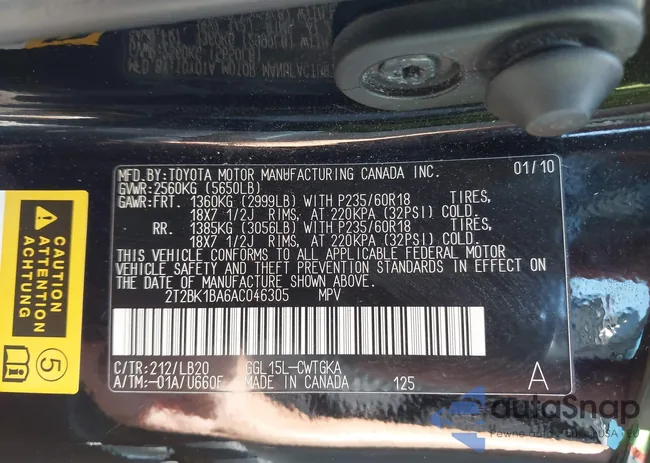 MFD.BY:TOYOTA MOTOR MANUFACTURING CANADA INC. 01/10
GVWR:2560KG (5650LB)
GAWR:FRT. 1360KG (2999LB) WITH P235/60R18 TIRES,
18X7 1/2J RIMS, AT 220KPA (32PSI) COLD.
RR. 1385KG (3056LB) WITH P235/60R18 TIRES,
18X7 1/2J RIMS, AT 220KPA (32PSI) COLD.
THIS VEHICLE CONFORMS TO ALL APPLICABLE FEDERAL MOTOR
VEHICLE SAFETY AND THEFT PREVENTION STANDARDS IN EFFECT ON
THE DATE OF MANUFACTURE SHOWN ABOVE.
2T2BK1BA6AC046305 MPV
C/TR:212/LB20 GGL15L-CWTGKA
A/TM:-01A/U660F MADE IN CANADA 125 A
CAUTION
ACHTUNG
5
autoSnap